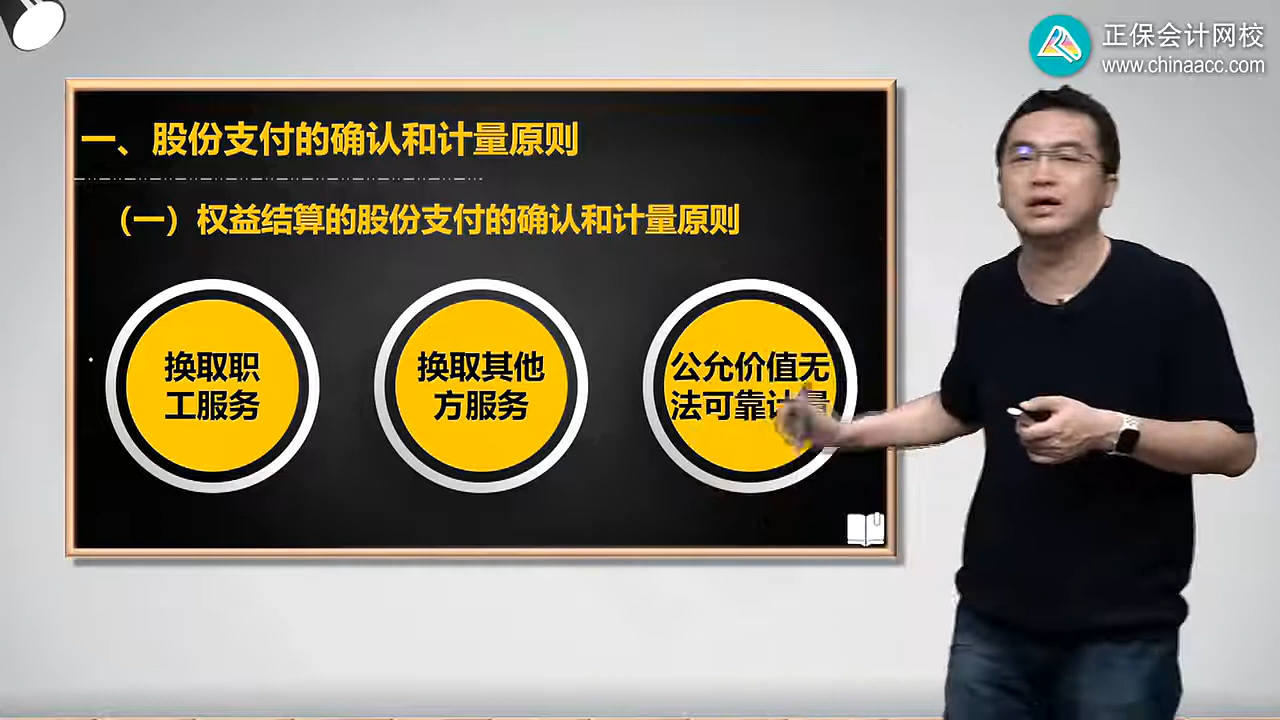 正保会计网校
www.chinaacc.com
一、股份支付的确认和计量原则
（一）权益结算的股份支付的确认和计量原则
换取职
工服务
换取其他
方服务
公允价值无
法可靠计量